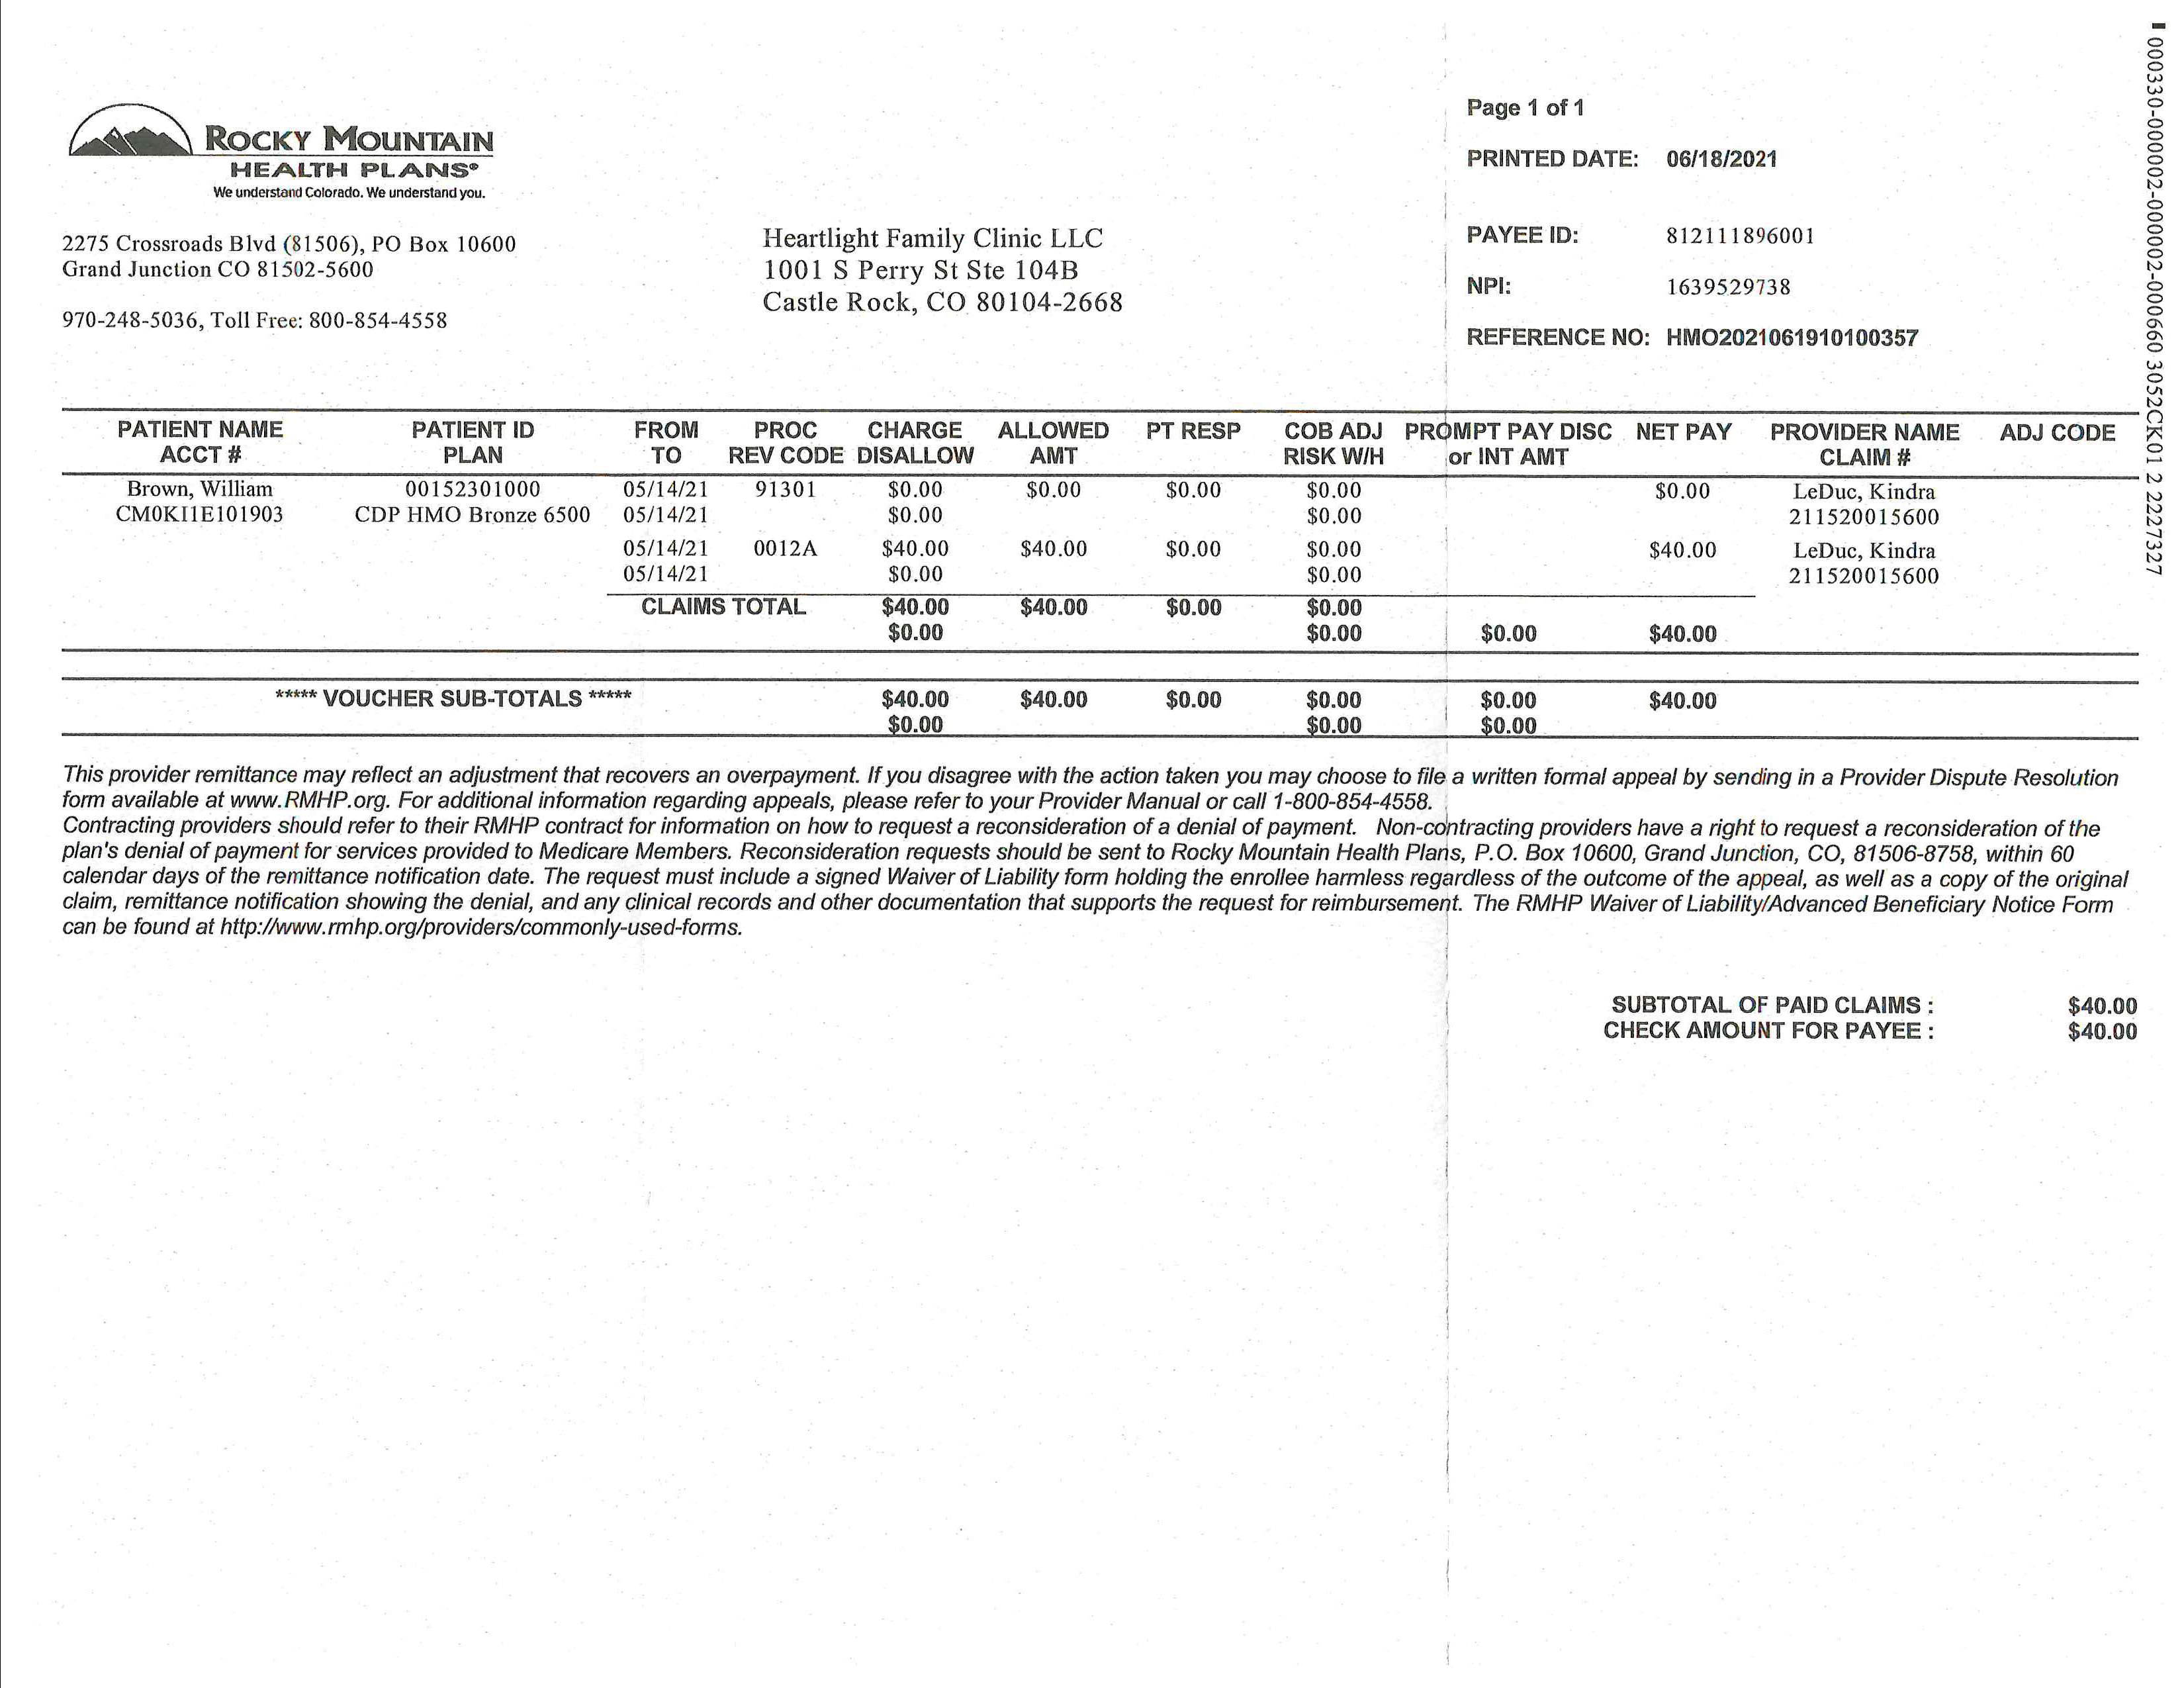 ROCKY MOUNTAIN
HEALTH PLANS®
We understand Colorado. We understand you.
2275 Crossroads Blvd (81506), PO Box 10600
Grand Junction CO 81502-5600
970-248-5036, Toll Free: 800-854-4558
Heartlight Family Clinic LLC
1001 S Perry St Ste 104B
Castle Rock, CO 80104-2668
Page 1 of 1
PRINTED DATE: 06/18/2021
PAYEE ID: 812111896001
NPI: 1639529738
REFERENCE NO: HMO2021061910100357
000330-000002-000002-000660 3052CK01 2 2227327
PATIENT NAME PATIENT ID FROM PROC CHARGE ALLOWED PT RESP COB ADJ PROMPT PAY DISC NET PAY PROVIDER NAME ADJ CODE
ACCT # PLAN TO REV CODE DISALLOW AMT RISK W/H or INT AMT CLAIM #
Brown, William 00152301000 05/14/21 91301 $0.00 $0.00 $0.00 $0.00 $0.00 LeDuc, Kindra
CM0KI1E101903 CDP HMO Bronze 6500 05/14/21 $0.00 $0.00 211520015600
05/14/21 0012A $40.00 $40.00 $0.00 $0.00 $40.00 LeDuc, Kindra
05/14/21 $0.00 $0.00 211520015600
CLAIMS TOTAL $40.00 $40.00 $0.00 $0.00
$0.00 $0.00 $0.00 $40.00
***** VOUCHER SUB-TOTALS ***** $40.00 $40.00 $0.00 $0.00 $0.00 $40.00
$0.00 $0.00 $0.00
This provider remittance may reflect an adjustment that recovers an overpayment. If you disagree with the action taken you may choose to file a written formal appeal by sending in a Provider Dispute Resolution
form available at www.RMHP.org. For additional information regarding appeals, please refer to your Provider Manual or call 1-800-854-4558.
Contracting providers should refer to their RMHP contract for information on how to request a reconsideration of a denial of payment. Non-contracting providers have a right to request a reconsideration of the
plan's denial of payment for services provided to Medicare Members. Reconsideration requests should be sent to Rocky Mountain Health Plans, P.O. Box 10600, Grand Junction, CO, 81506-8758, within 60
calendar days of the remittance notification date. The request must include a signed Waiver of Liability form holding the enrollee harmless regardless of the outcome of the appeal, as well as a copy of the original
claim, remittance notification showing the denial, and any clinical records and other documentation that supports the request for reimbursement. The RMHP Waiver of Liability/Advanced Beneficiary Notice Form
can be found at http://www.rmhp.org/providers/commonly-used-forms.
SUBTOTAL OF PAID CLAIMS : $40.00
CHECK AMOUNT FOR PAYEE : $40.00